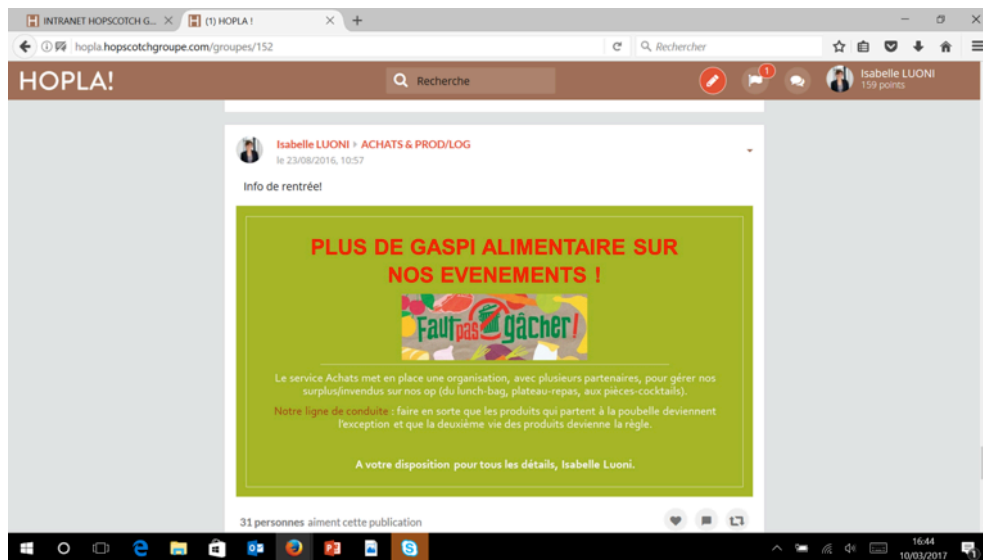 INTRANET HOPSCOTCH G...
(1) HOPLA !
hopla.hopscotchgroupe.com/groupes/152
Rechercher
HOPLA!
Recherche
1
Isabelle LUONI
159 points
Isabelle LUONI ACHATS & PROD/LOG
le 23/08/2016, 10:57
Info de rentrée!
PLUS DE GASPI ALIMENTAIRE SUR
NOS EVENEMENTS !
Faut pas gâcher !
Le service Achats met en place une organisation, avec plusieurs partenaires, pour gérer nos
surplus/invendus sur nos op (du lunch-bag, plateau-repas, aux pièces-cocktails).
Notre ligne de conduite : faire en sorte que les produits qui partent à la poubelle deviennent
l'exception et que la deuxième vie des produits devienne la règle.
A votre disposition pour tous les détails, Isabelle Luoni.
31 personnes aiment cette publication
16:44
10/03/2017